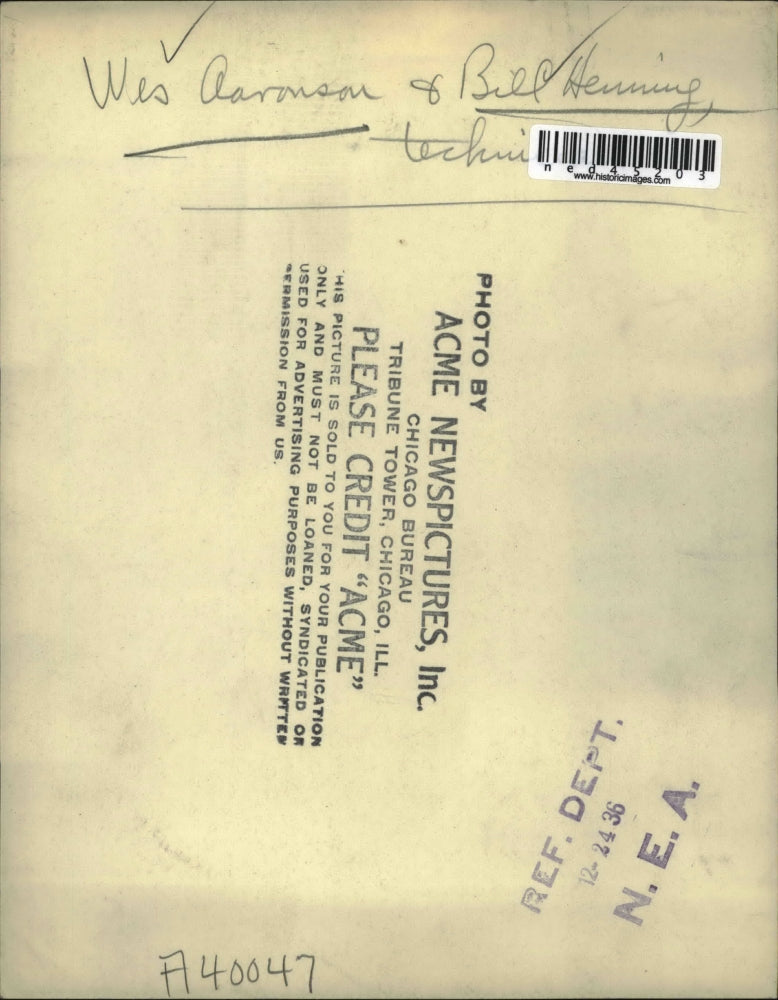 Wes Aaronson & Bill Henning,
techni
ned45203
www.historicimages.com
PHOTO BY
ACME NEWSPICTURES, Inc.
CHICAGO BUREAU
TRIBUNE TOWER, CHICAGO, ILL.
PLEASE CREDIT "ACME"
HIS PICTURE IS SOLD TO YOU FOR YOUR PUBLICATION
ONLY AND MUST NOT BE LOANED, SYNDICATED OR
USED FOR ADVERTISING PURPOSES WITHOUT WRITTEN
PERMISSION FROM US.
REF. DEPT.
12-24 36
N. E. A.
A40047